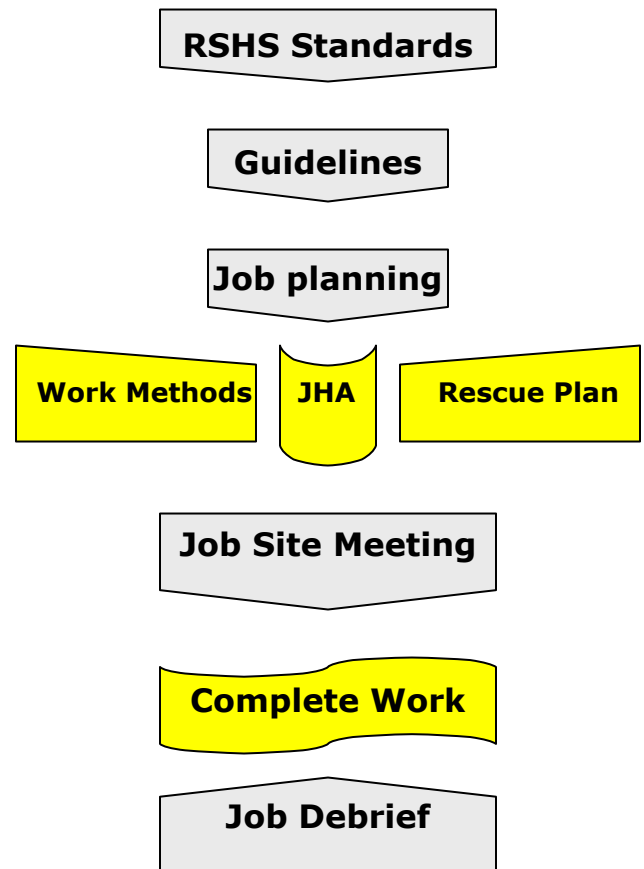 RSHS Standards
Guidelines
Job planning
Work Methods JHA Rescue Plan
Job Site Meeting
Complete Work
Job Debrief